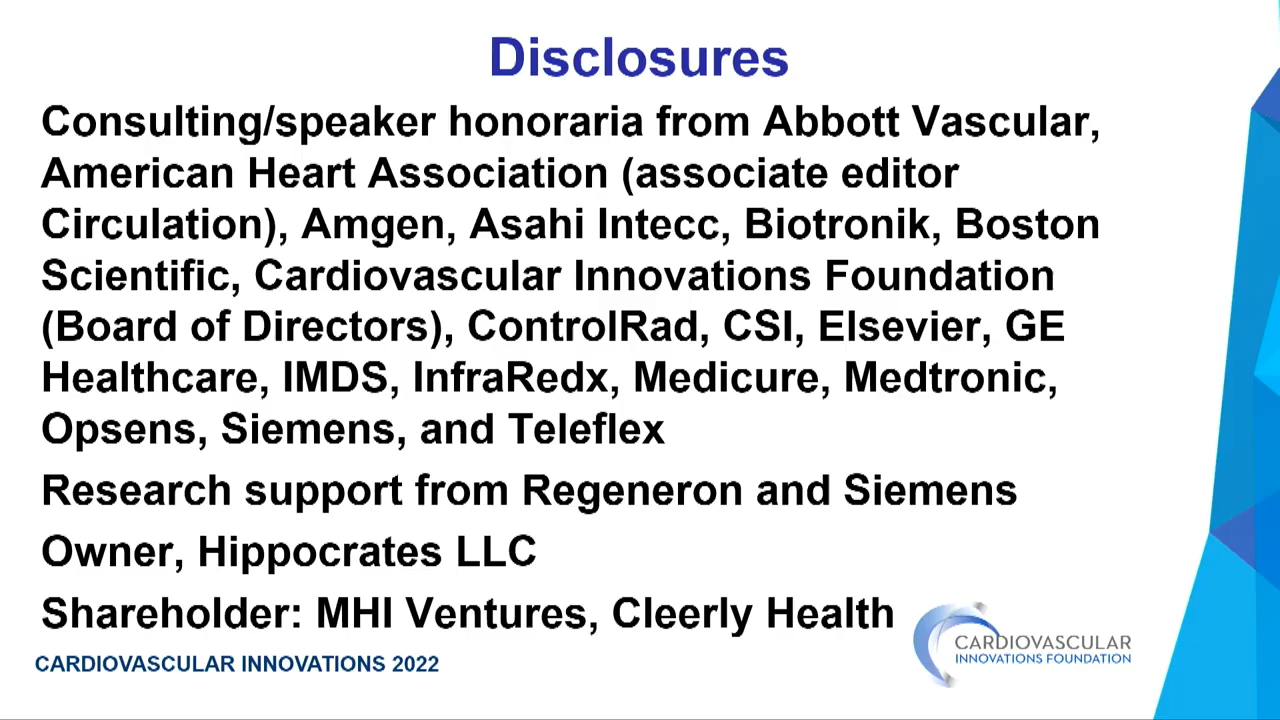 Disclosures
Consulting/speaker honoraria from Abbott Vascular,
American Heart Association (associate editor
Circulation), Amgen, Asahi Intecc, Biotronik, Boston
Scientific, Cardiovascular Innovations Foundation
(Board of Directors), ControlRad, CSI, Elsevier, GE
Healthcare, IMDS, InfraRedx, Medicure, Medtronic,
Opsens, Siemens, and Teleflex
Research support from Regeneron and Siemens
Owner, Hippocrates LLC
Shareholder: MHI Ventures, Cleerly Health
CARDIOVASCULAR INNOVATIONS 2022
CARDIOVASCULAR
INNOVATIONS FOUNDATION